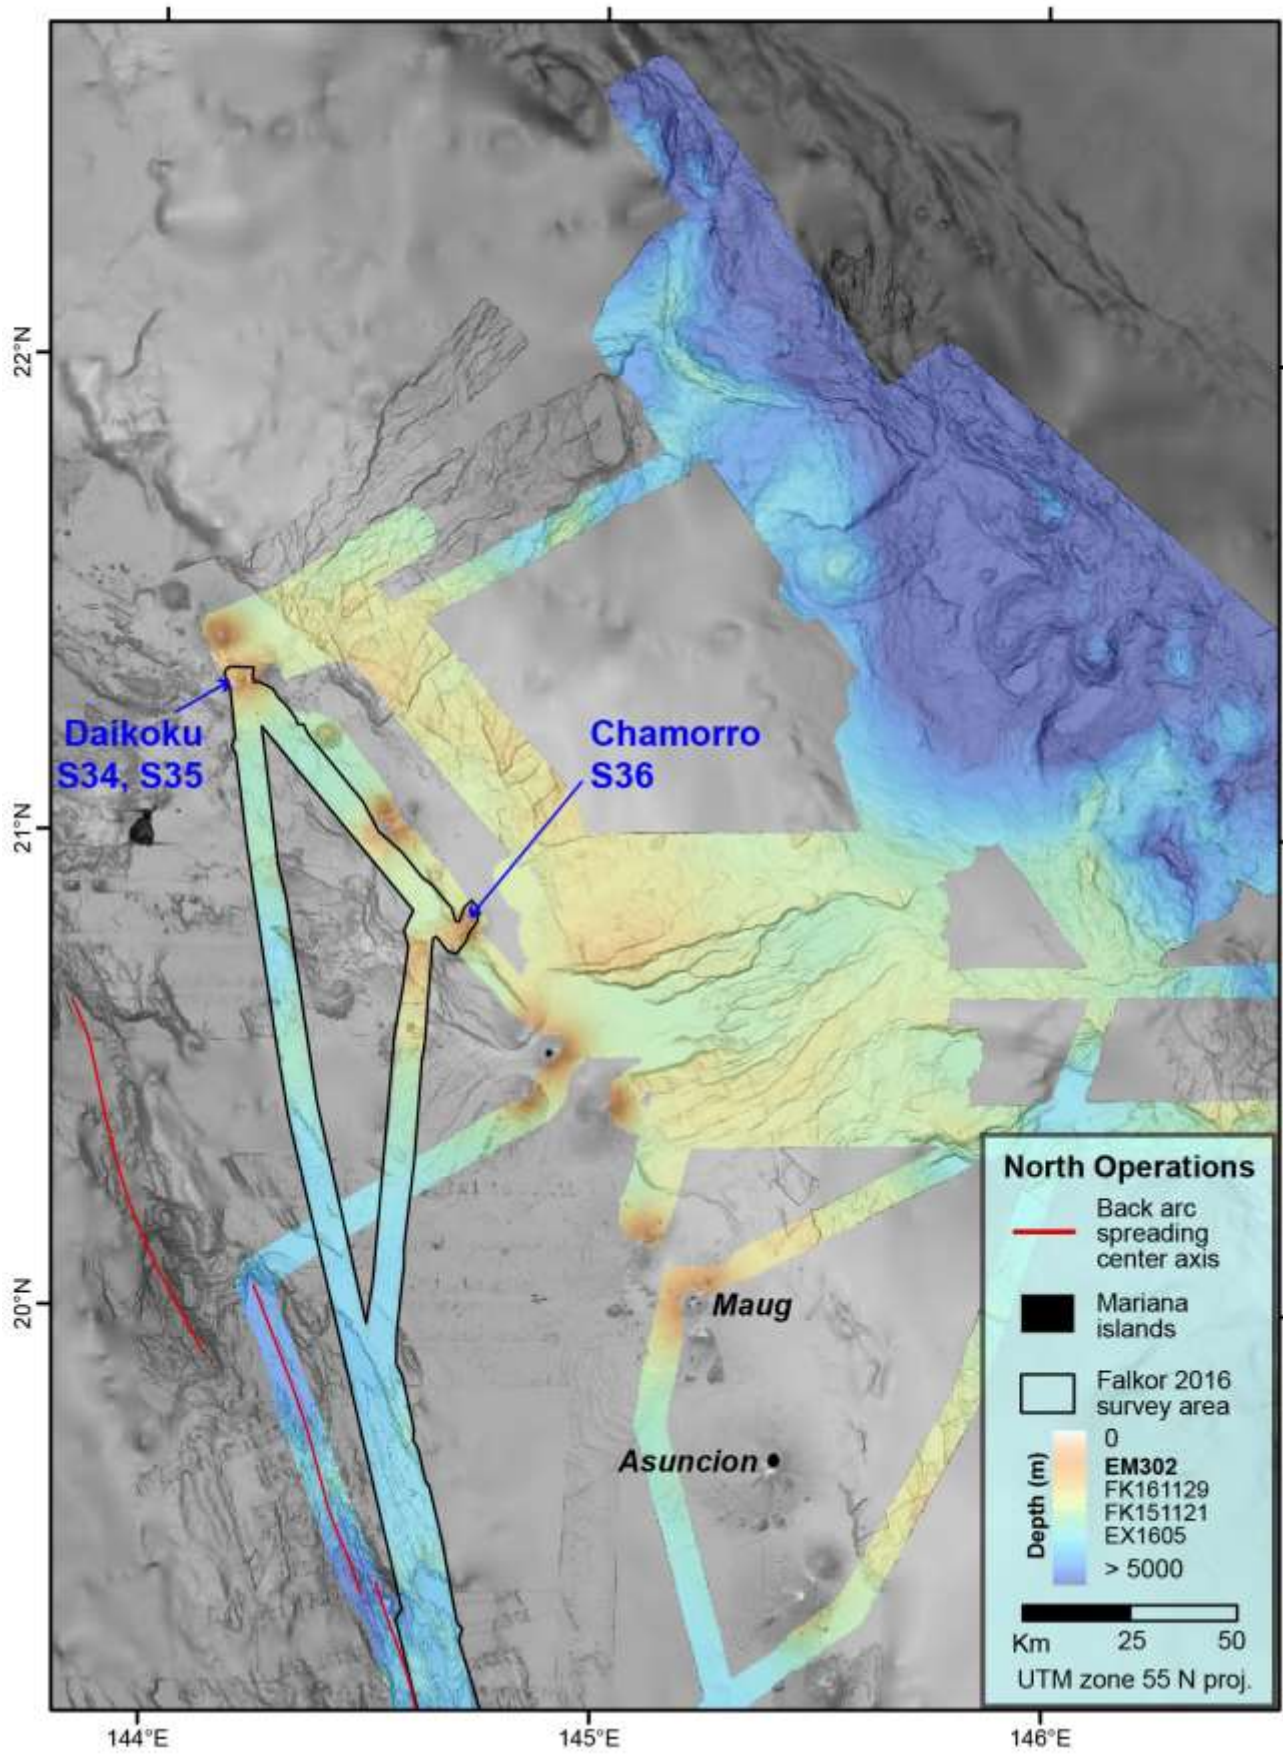 22°N
21°N
20°N
Daikoku
S34, S35
Chamorro
S36
Maug
Asuncion
North Operations
Back arc
spreading
center axis
Mariana
islands
Falkor 2016
survey area
Depth (m)
0
EM302
FK161129
FK151121
EX1605
> 5000
Km 25 50
UTM zone 55 N proj.
144°E 145°E 146°E